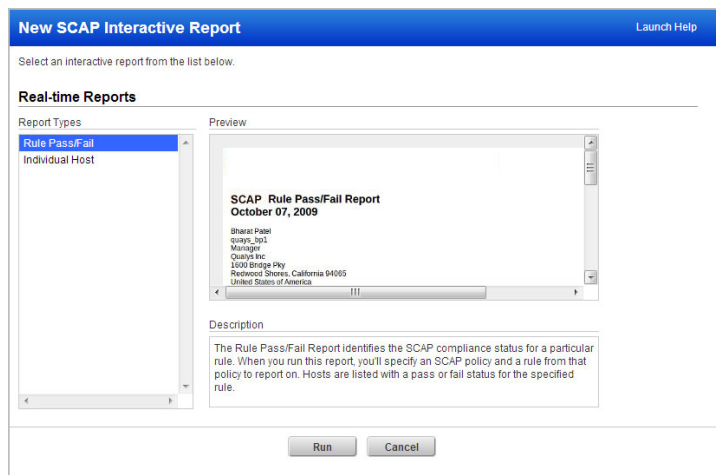 New SCAP Interactive Report
Launch Help
Select an interactive report from the list below.
Real-time Reports
Report Types
Rule Pass/Fail
Individual Host
Preview
SCAP Rule Pass/Fail Report
October 07, 2009
Bharat Patel
quays_bp1
Manager
Qualys Inc
1600 Bridge Pky
Redwood Shores, California 94065
United States of America
Description
The Rule Pass/Fail Report identifies the SCAP compliance status for a particular
rule. When you run this report, you'll specify an SCAP policy and a rule from that
policy to report on. Hosts are listed with a pass or fail status for the specified
rule.
Run
Cancel